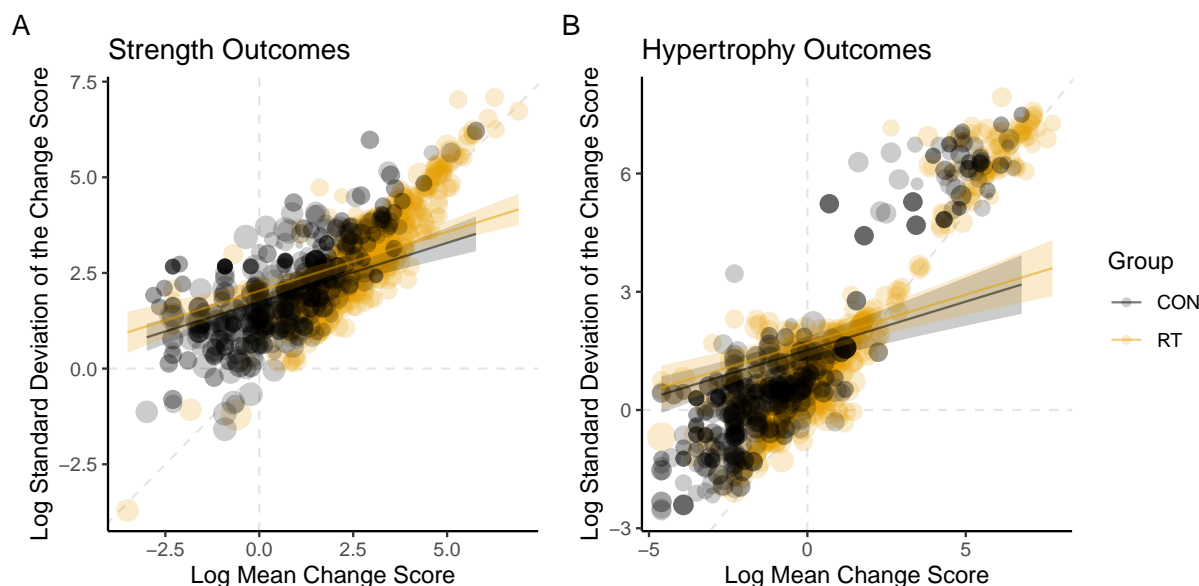 A
Strength Outcomes
Log Standard Deviation of the Change Score
7.5
5.0
2.5
0.0
−2.5
−2.5
0.0
2.5
5.0
Log Mean Change Score
B
Hypertrophy Outcomes
Log Standard Deviation of the Change Score
6
3
0
−3
−5
0
5
Log Mean Change Score
Group
CON
RT